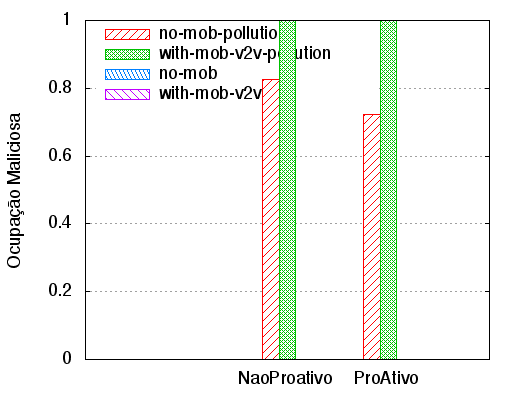 1
0.8
0.6
0.4
0.2
0
Ocupação Maliciosa
no-mob-pollutio
with-mob-v2v-pollution
no-mob
with-mob-v2v
NaoProativo
ProAtivo